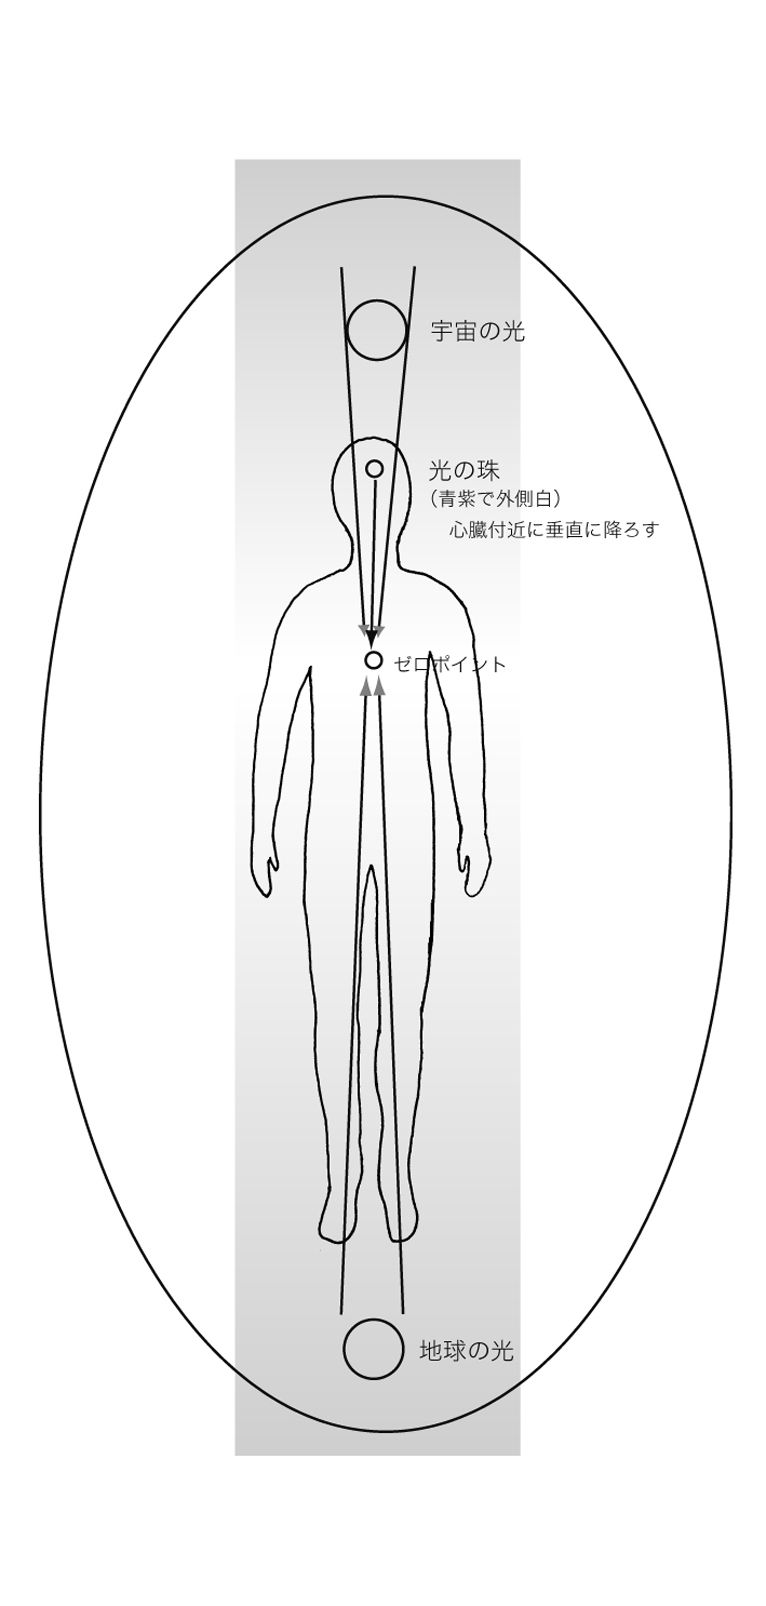 宇宙の光
光の珠
（青紫で外側白）
心臓付近に垂直に降ろす
ゼロポイント
地球の光